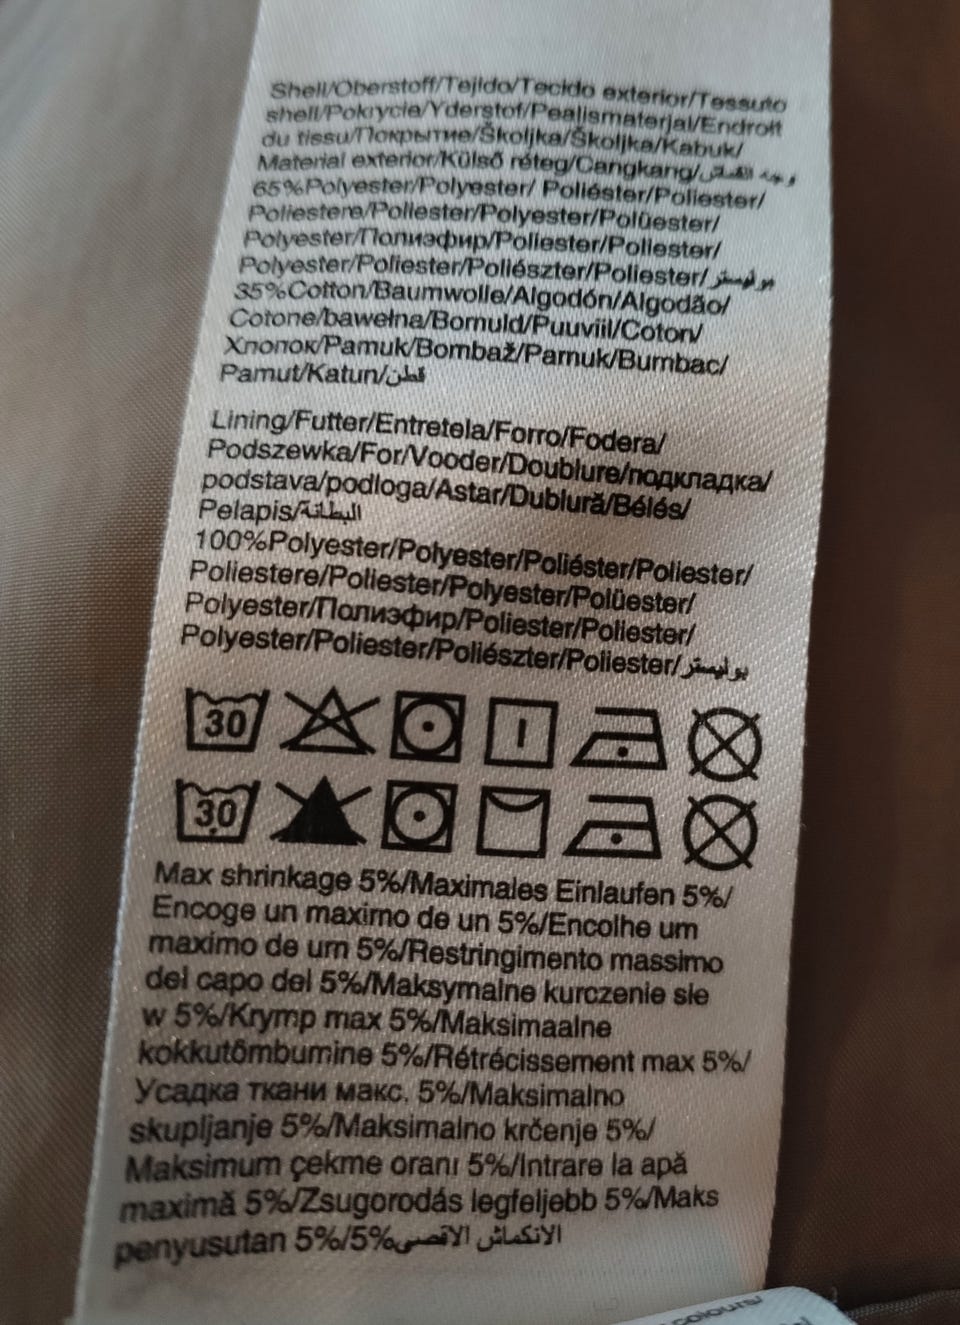 Shell/Oberstoff/Tejido/Tecido exterior/Tessuto
shell/Pokrycie/Yderstof/Pealismaterjal/Endroit
du tissu/Покрытие/Školjka/Školjka/Kabuk/
Material exterior/Külső réteg/Cangkang/وجه القماش
65%Polyester/Polyester/ Poliéster/Poliester/
Poliestere/Poliester/Polyester/Polüester/
Polyester/Полиэфир/Poliester/Poliester/
Polyester/Poliester/Poliészter/Poliester/بوليستر
35%Cotton/Baumwolle/Algodón/Algodão/
Cotone/bawełna/Bornuld/Puuviil/Coton/
Хлопок/Pamuk/Bombaž/Pamuk/Bumbac/
Pamut/Katun/قطن
Lining/Futter/Entretela/Forro/Fodera/
Podszewka/For/Vooder/Doublure/подкладка/
podstava/podloga/Astar/Dublură/Bélés/
Pelapis/البطانة
100%Polyester/Polyester/Poliéster/Poliester/
Poliestere/Poliester/Polyester/Polüester/
Polyester/Полиэфир/Poliester/Poliester/
Polyester/Poliester/Poliészter/Poliester/بوليستر
30
30
Max shrinkage 5%/Maximales Einlaufen 5%/
Encoge un maximo de un 5%/Encolhe um
maximo de um 5%/Restringimento massimo
del capo del 5%/Maksymalne kurczenie sie
w 5%/Krymp max 5%/Maksimaalne
kokkutõmbumine 5%/Rétrécissement max 5%/
Усадка ткани макс. 5%/Maksimalno
skupljanje 5%/Maksimalno krčenje 5%/
Maksimum çekme oranı 5%/Intrare la apă
maximă 5%/Zsugorodás legfeljebb 5%/Maks
penyusutan 5%/5%الانكماش الاقصى
colours/